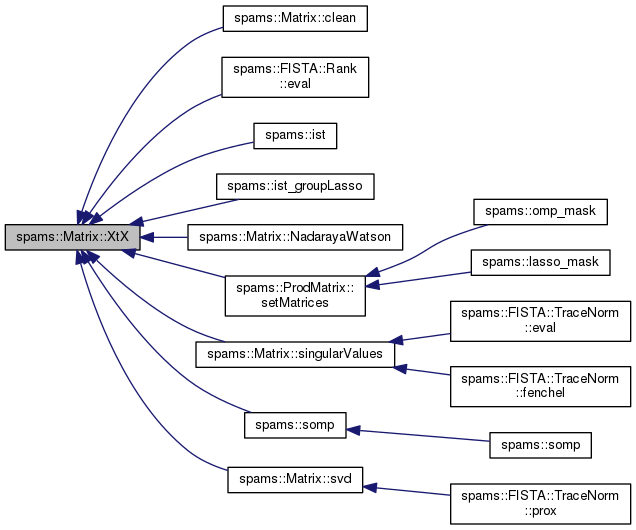 spams::Matrix::clean
spams::FISTA::Rank
::eval
spams::ist
spams::ist_groupLasso
spams::Matrix::XtX
spams::Matrix::NadarayaWatson
spams::omp_mask
spams::lasso_mask
spams::ProdMatrix::
setMatrices
spams::FISTA::TraceNorm
::eval
spams::Matrix::singularValues
spams::FISTA::TraceNorm
::fenchel
spams::somp
spams::somp
spams::Matrix::svd
spams::FISTA::TraceNorm
::prox